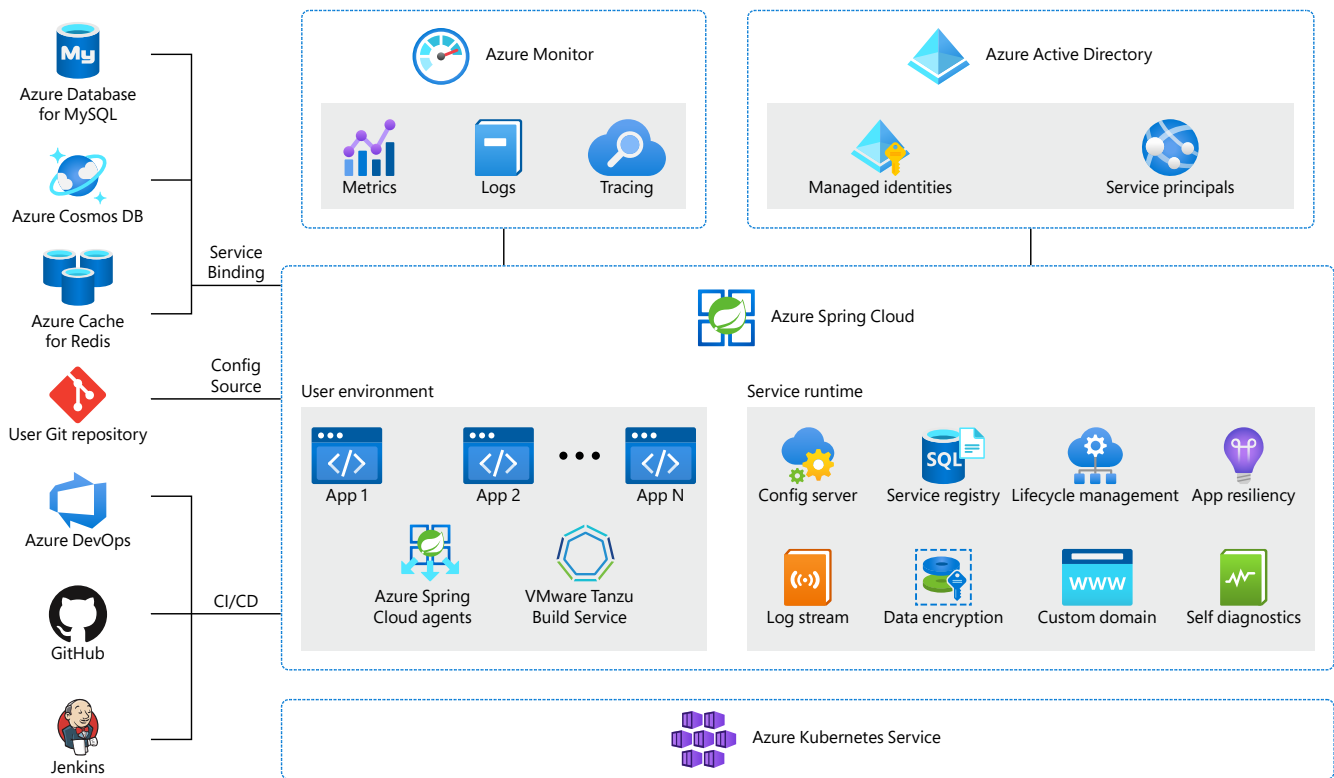 My
Azure Database
for MySQL
Azure Cosmos DB
Azure Cache
for Redis
User Git repository
Azure DevOps
GitHub
Jenkins
Service
Binding
Config
Source
CI/CD
Azure Monitor
Metrics
Logs
Tracing
Azure Active Directory
Managed identities
Service principals
Azure Spring Cloud
User environment
App 1
App 2
App N
Azure Spring
Cloud agents
VMware Tanzu
Build Service
Service runtime
Config server
SQL
Service registry
Lifecycle management
App resiliency
Log stream
Data encryption
www
Custom domain
Self diagnostics
Azure Kubernetes Service